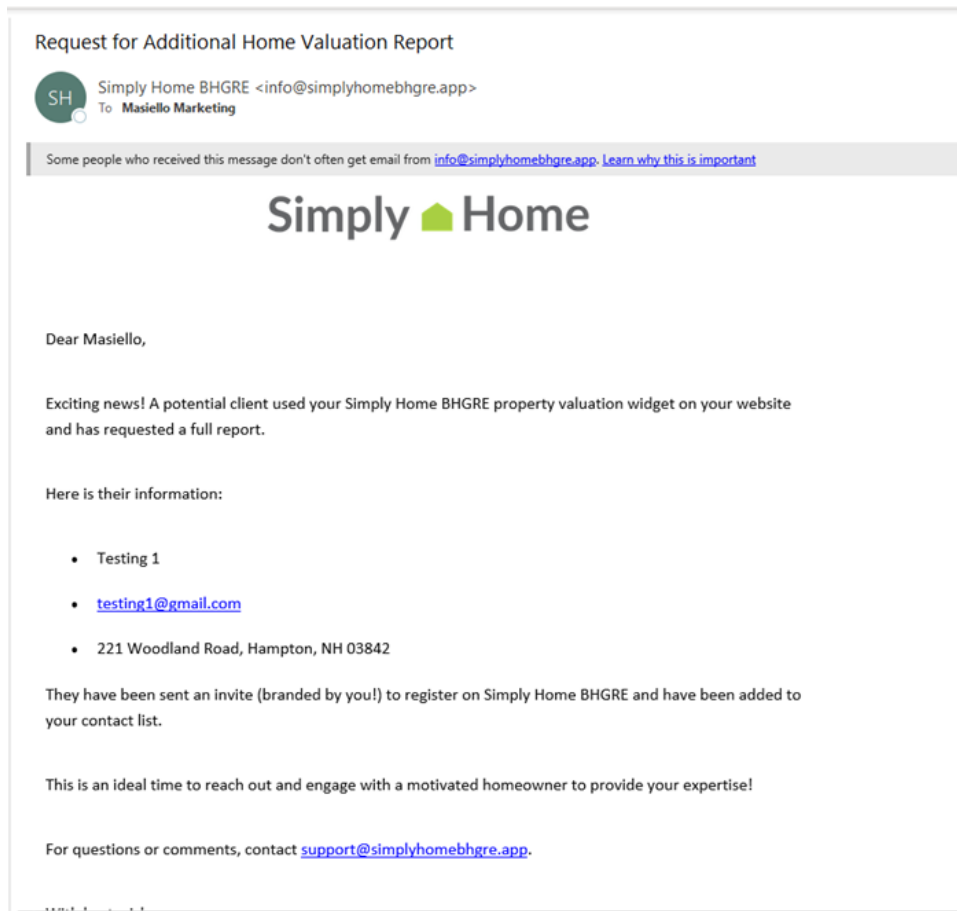 Request for Additional Home Valuation Report
SH
Simply Home BHGRE <info@simplyhomebhgre.app>
To Masiello Marketing
Some people who received this message don't often get email from info@simplyhomebhgre.app. Learn why this is important
Simply Home
Dear Masiello,
Exciting news! A potential client used your Simply Home BHGRE property valuation widget on your website
and has requested a full report.
Here is their information:
• Testing 1
• testing1@gmail.com
• 221 Woodland Road, Hampton, NH 03842
They have been sent an invite (branded by you!) to register on Simply Home BHGRE and have been added to
your contact list.
This is an ideal time to reach out and engage with a motivated homeowner to provide your expertise!
For questions or comments, contact support@simplyhomebhgre.app.